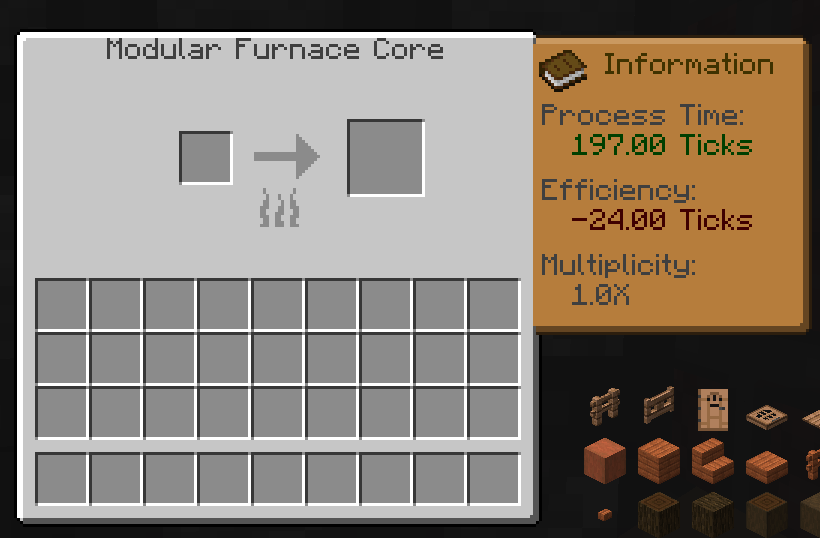 Modular Furnace Core
Information
Process Time:
197.00 Ticks
Efficiency:
-24.00 Ticks
Multiplicity:
1.0X